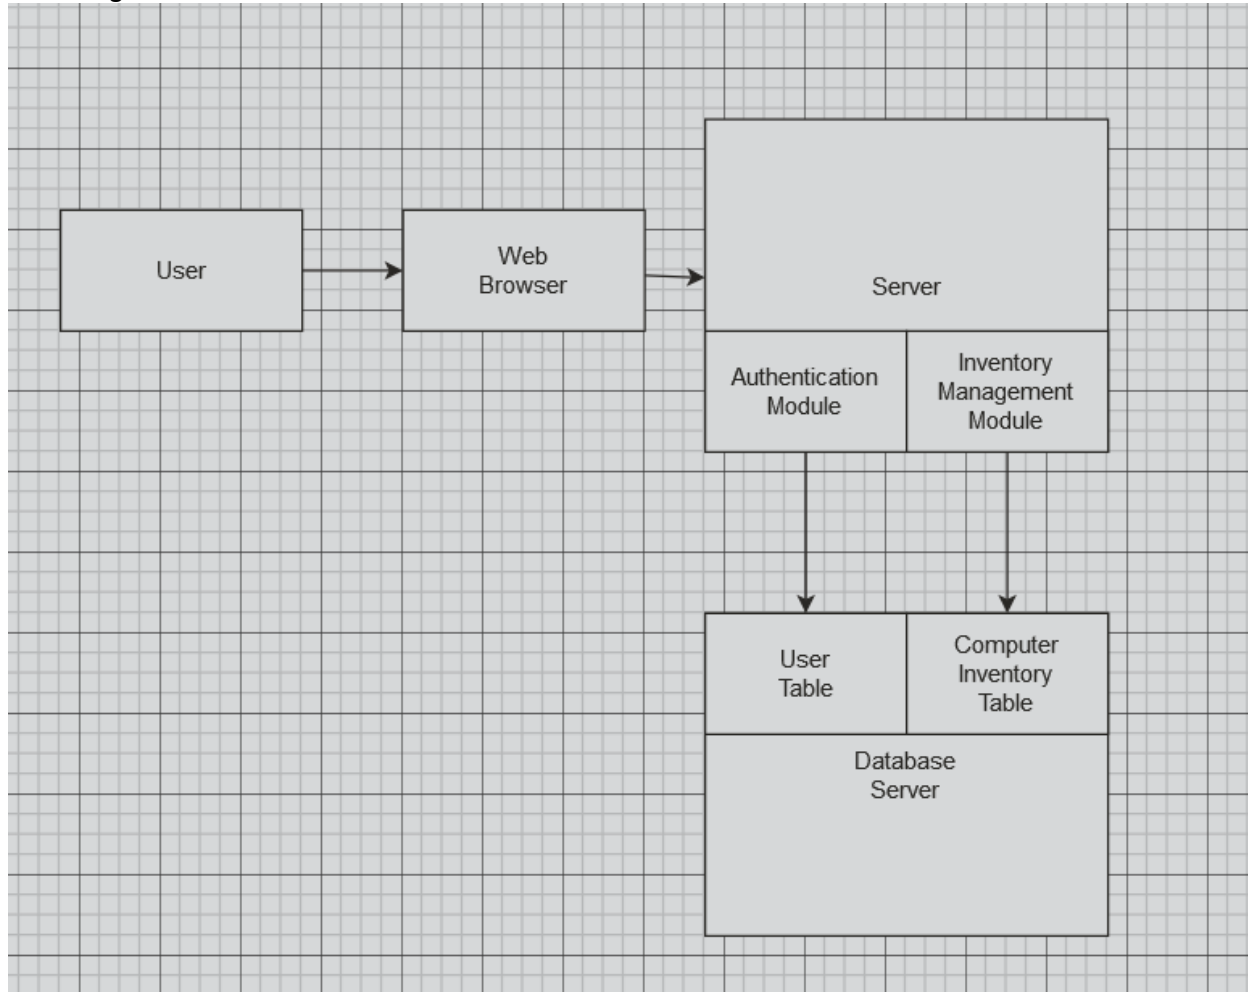 User
Web
Browser
Server
Authentication
Module
Inventory
Management
Module
User
Table
Computer
Inventory
Table
Database
Server